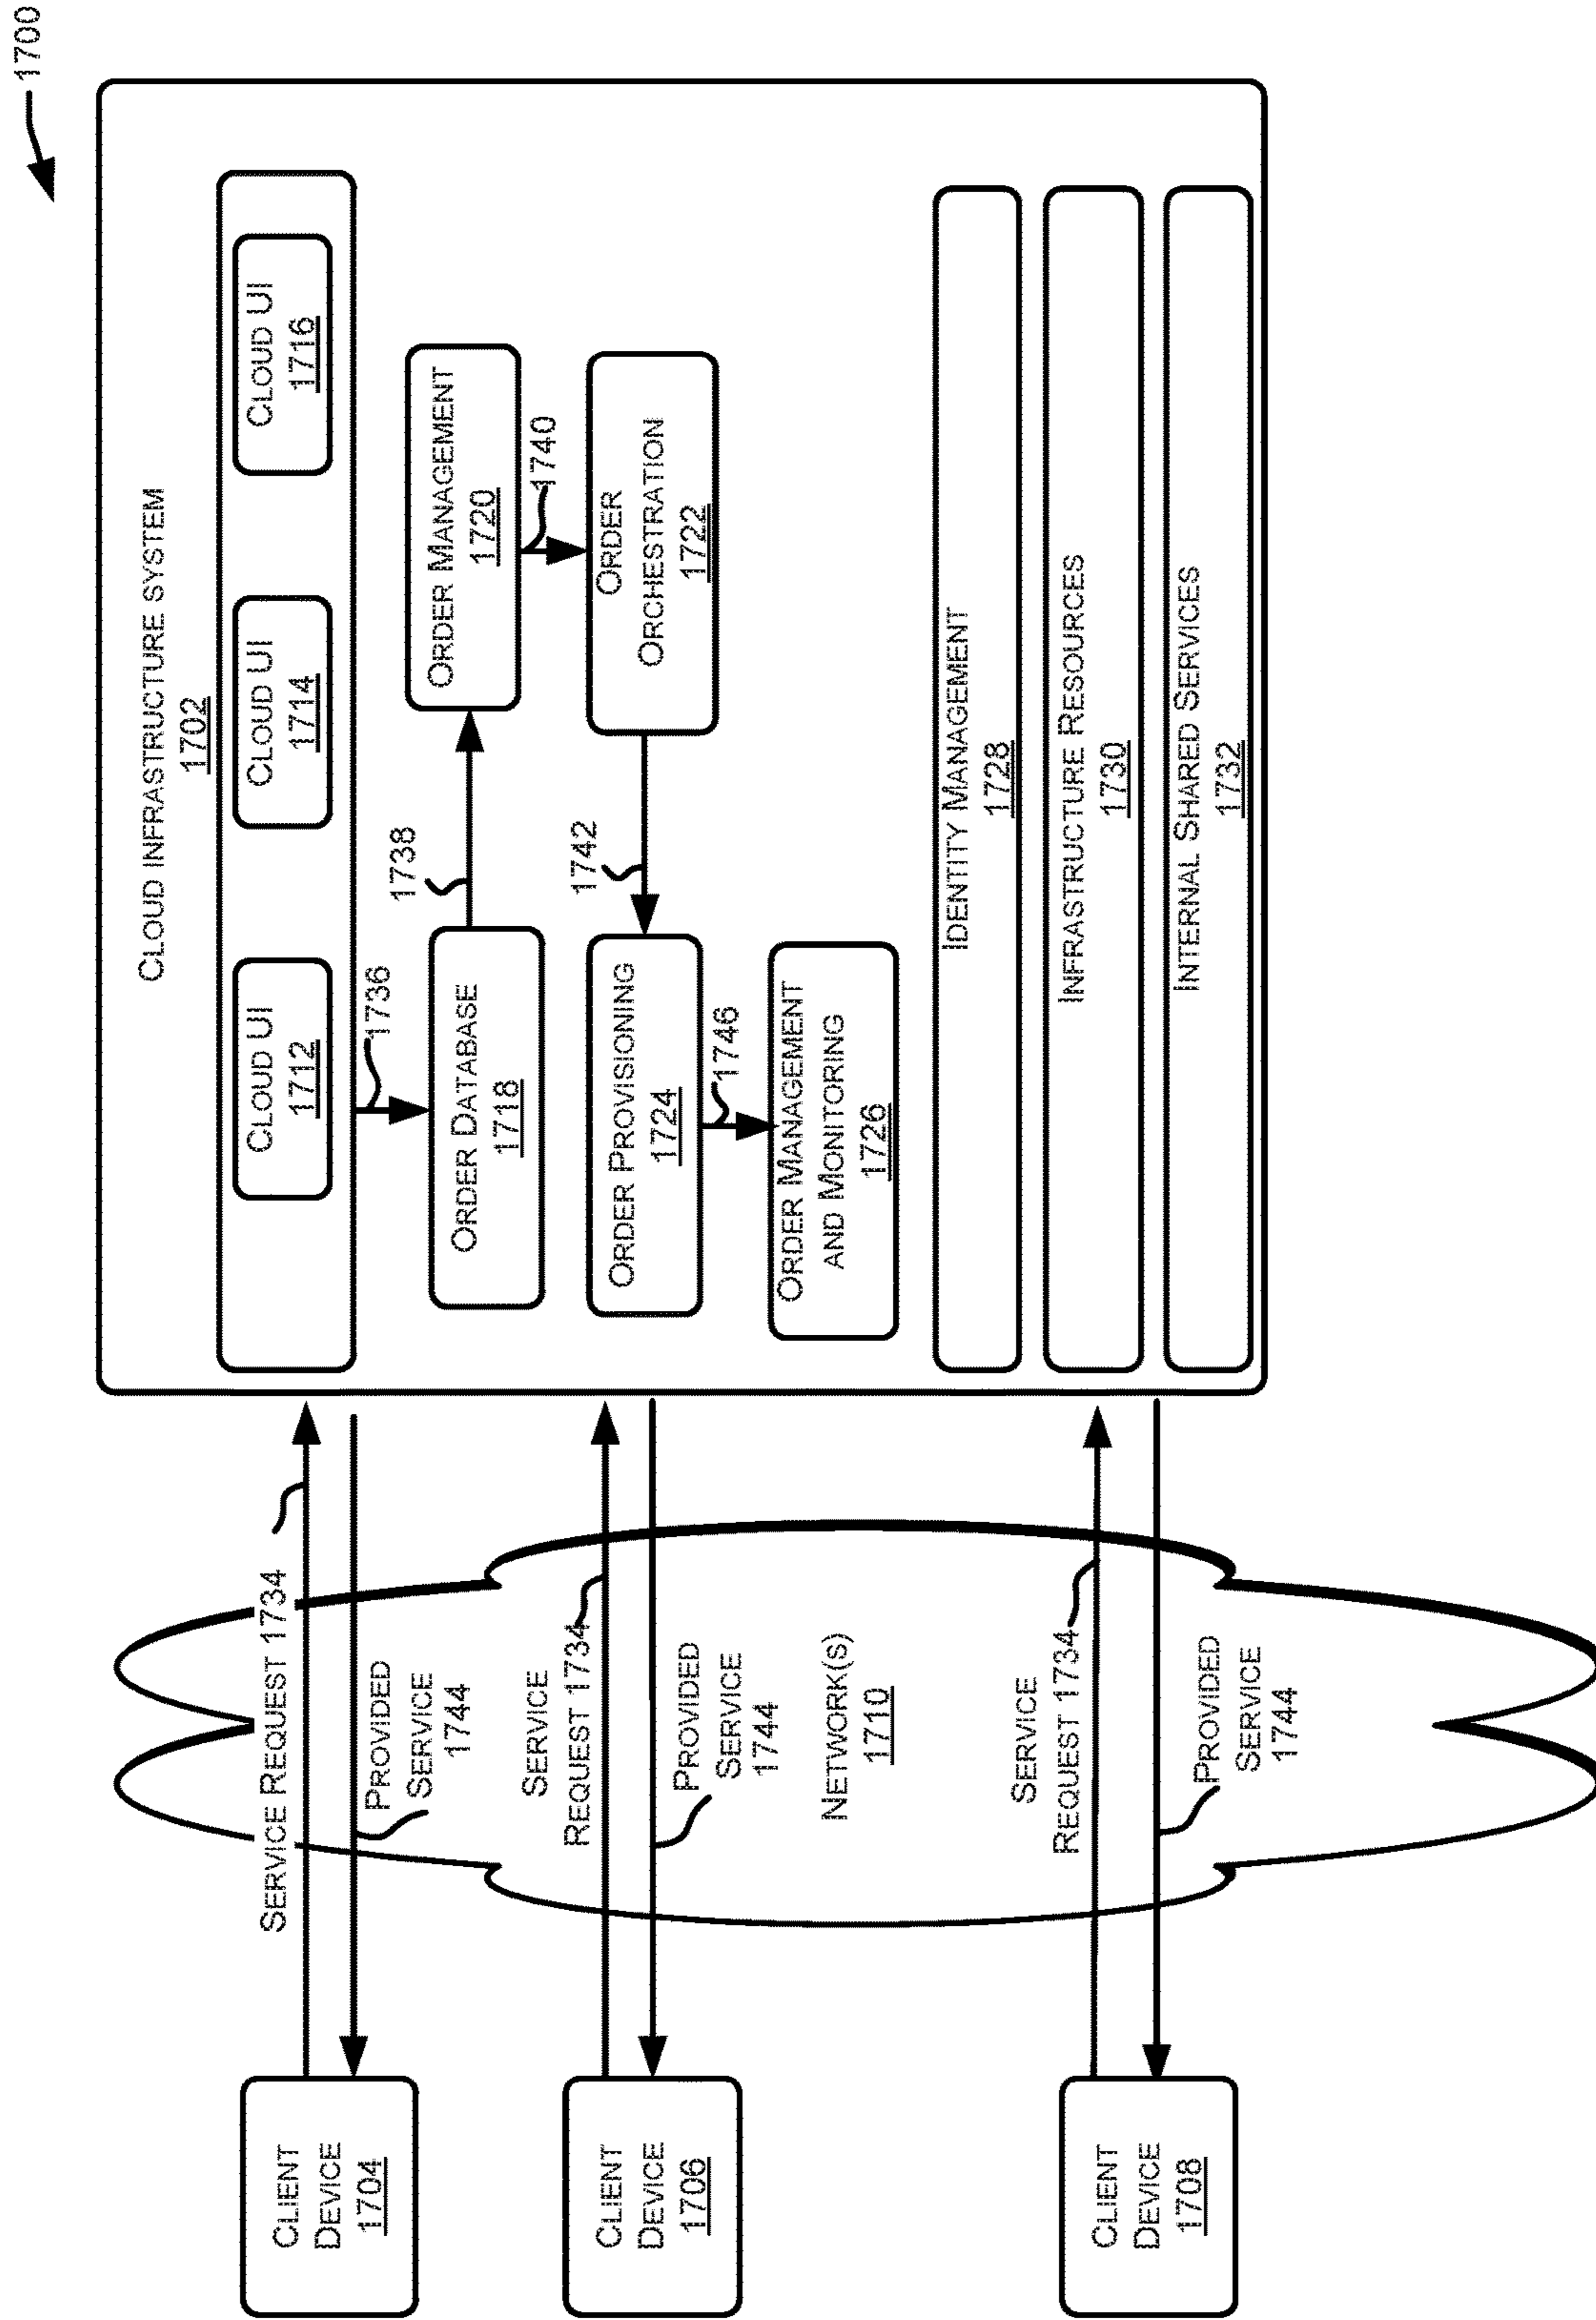 1700
CLOUD INFRASTRUCTURE SYSTEM
1702
CLOUD UI
1712
CLOUD UI
1714
CLOUD UI
1716
1736
ORDER DATABASE
1718
1738
ORDER MANAGEMENT
1720
1740
ORDER
ORCHESTRATION
1722
1742
ORDER PROVISIONING
1724
1746
ORDER MANAGEMENT
AND MONITORING
1726
IDENTITY MANAGEMENT
1728
INFRASTRUCTURE RESOURCES
1730
INTERNAL SHARED SERVICES
1732
SERVICE REQUEST 1734
PROVIDED
SERVICE
1744
SERVICE
REQUEST 1734
PROVIDED
SERVICE
1744
NETWORK(S)
1710
SERVICE
REQUEST 1734
PROVIDED
SERVICE
1744
CLIENT
DEVICE
1704
CLIENT
DEVICE
1706
CLIENT
DEVICE
1708